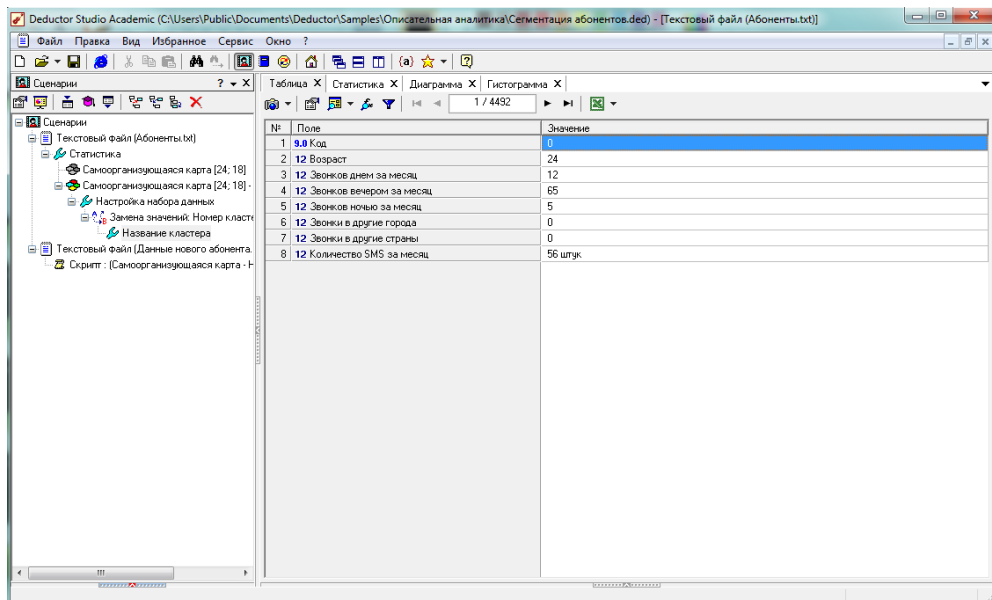 Deductor Studio Academic (C:\Users\Public\Documents\Deductor\Samples\Описательная аналитика\Сегментация абонентов.ded) - [Текстовый файл (Абоненты.txt)]
Файл Правка Вид Избранное Сервис Окно ?
Сценарии ?
Таблица X Статистика X Диаграмма X Гистограмма X
1 / 4492
Сценарии
Текстовый файл (Абоненты.txt)
Статистика
Самоорганизующаяся карта [24; 18]
Самоорганизующаяся карта [24; 18] -
Настройка набора данных
Замена значений: Номер класте
Название кластера
Текстовый файл (Данные нового абонента.
Скрипт : (Самоорганизующаяся карта - Н
№ Поле Значение
1 9.0 Код 0
2 12 Возраст 24
3 12 Звонков днем за месяц 12
4 12 Звонков вечером за месяц 65
5 12 Звонков ночью за месяц 5
6 12 Звонки в другие города 0
7 12 Звонки в другие страны 0
8 12 Количество SMS за месяц 56 штук